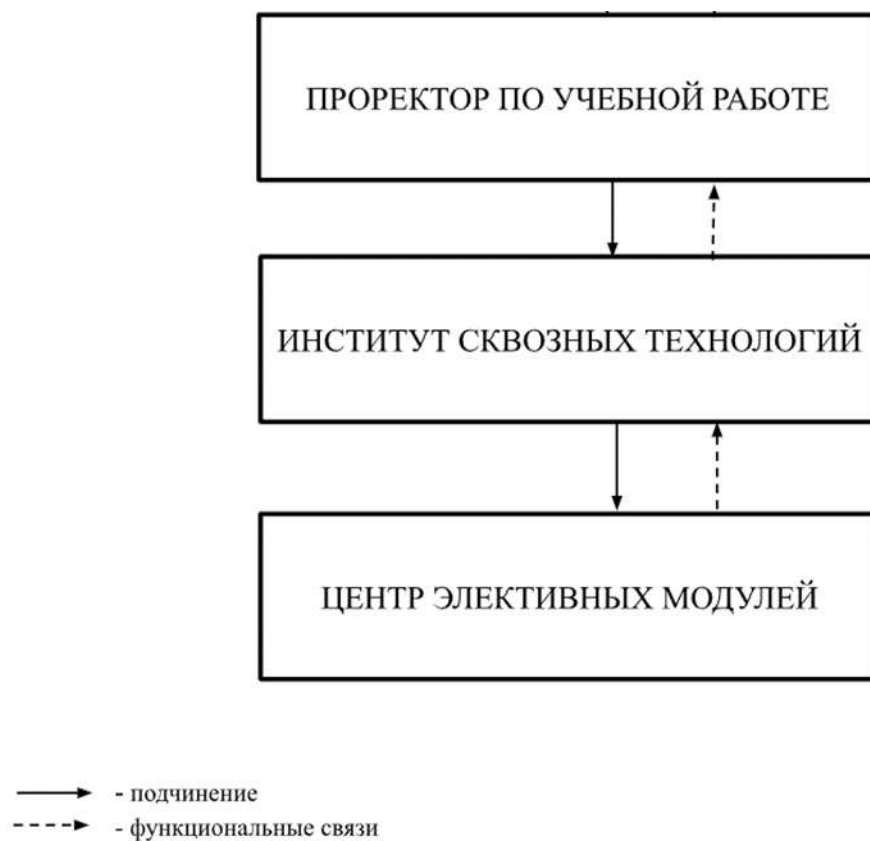 ПРОРЕКТОР ПО УЧЕБНОЙ РАБОТЕ
ИНСТИТУТ СКВОЗНЫХ ТЕХНОЛОГИЙ
ЦЕНТР ЭЛЕКТИВНЫХ МОДУЛЕЙ
- подчинение
- функциональные связи